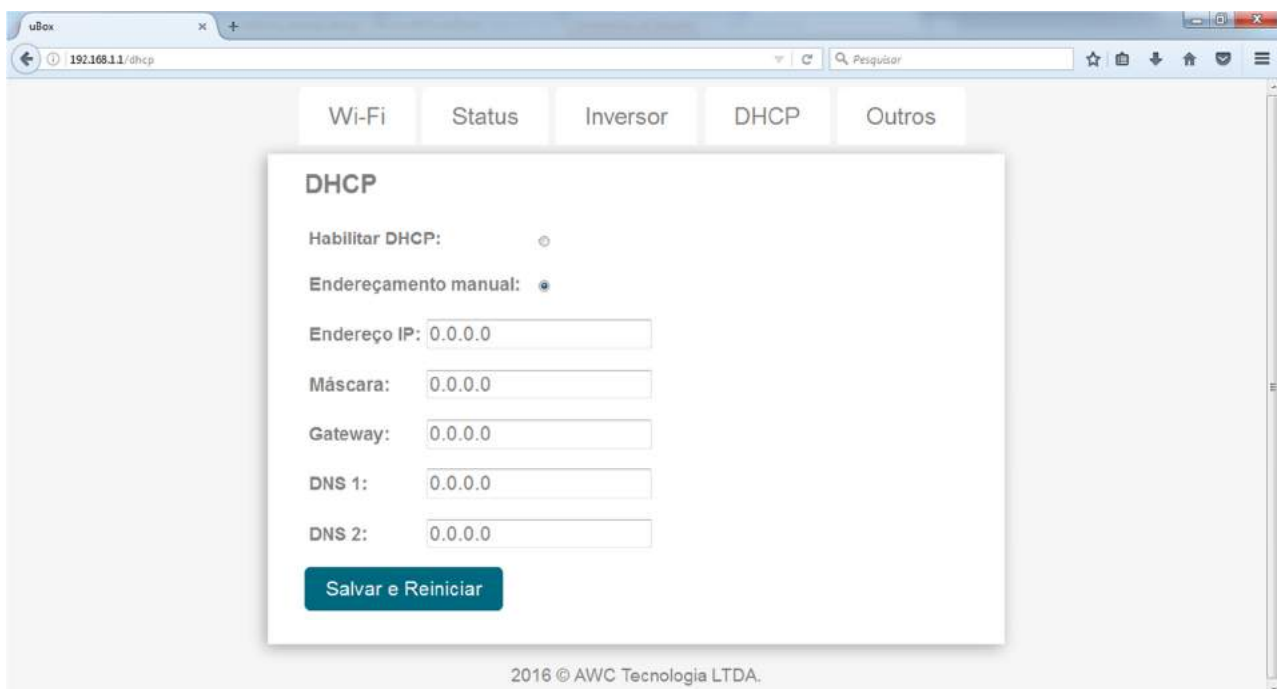 uBox
192.168.1.1/dhcp
Pesquisar
Wi-Fi Status Inversor DHCP Outros
DHCP
Habilitar DHCP:
Endereçamento manual:
Endereço IP: 0.0.0.0
Máscara: 0.0.0.0
Gateway: 0.0.0.0
DNS 1: 0.0.0.0
DNS 2: 0.0.0.0
Salvar e Reiniciar
2016 © AWC Tecnologia LTDA.